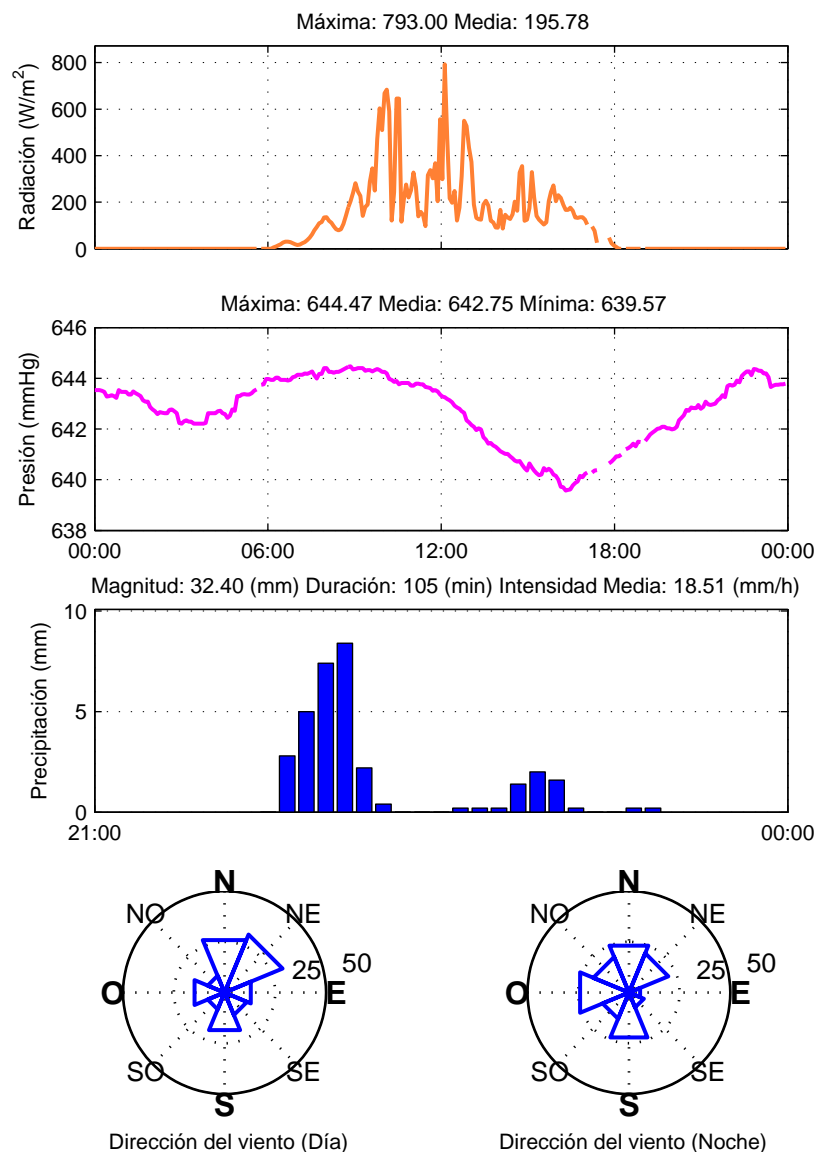 Máxima: 793.00 Media: 195.78
Radiación (W/m²)
800
600
400
200
0
Máxima: 644.47 Media: 642.75 Mínima: 639.57
Presión (mmHg)
646
644
642
640
638
00:00 06:00 12:00 18:00 00:00
Magnitud: 32.40 (mm) Duración: 105 (min) Intensidad Media: 18.51 (mm/h)
Precipitación (mm)
10
5
0
21:00 00:00
N
NO NE
25 50
O E
SO SE
S
Dirección del viento (Día)
N
NO NE
25 50
O E
SO SE
S
Dirección del viento (Noche)